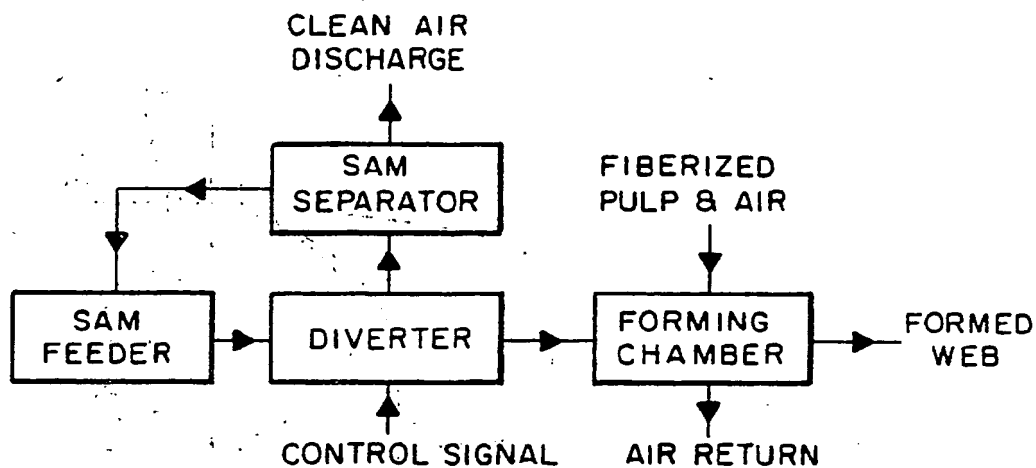 CLEAN AIR
DISCHARGE
SAM
SEPARATOR
FIBERIZED
PULP & AIR
SAM
FEEDER
DIVERTER
FORMING
CHAMBER
FORMED
WEB
CONTROL SIGNAL
AIR RETURN